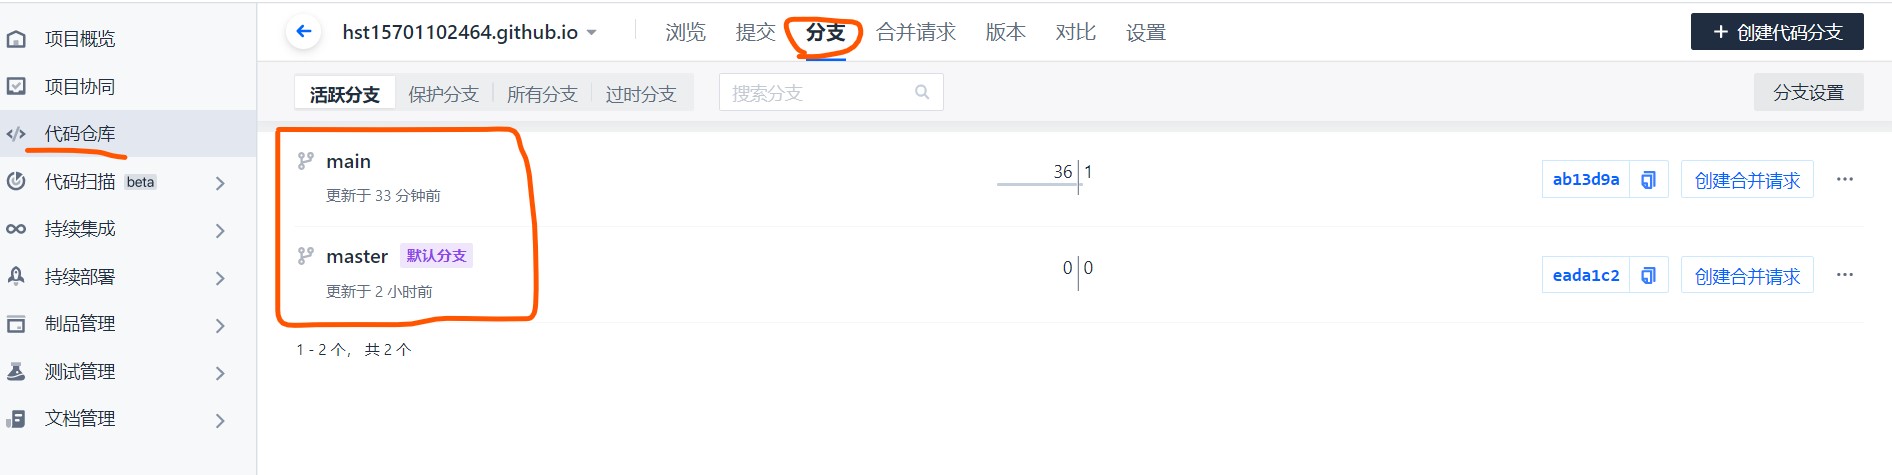 项目概览
项目协同
代码仓库
代码扫描 beta
持续集成
持续部署
制品管理
测试管理
文档管理
hst15701102464.github.io 浏览 提交 分支 合并请求 版本 对比 设置 + 创建代码分支
活跃分支 保护分支 所有分支 过时分支 搜索分支 分支设置
main 36 1 ab13d9a 创建合并请求 ...
更新于 33 分钟前
master 默认分支 0 0 eada1c2 创建合并请求 ...
更新于 2 小时前
1 - 2 个， 共 2 个